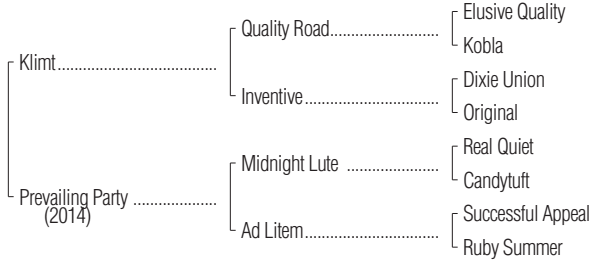 Elusive Quality
Quality Road
Kobla
Klimt
Dixie Union
Inventive
Original
Real Quiet
Midnight Lute
Candytuft
Prevailing Party
(2014)
Successful Appeal
Ad Litem
Ruby Summer